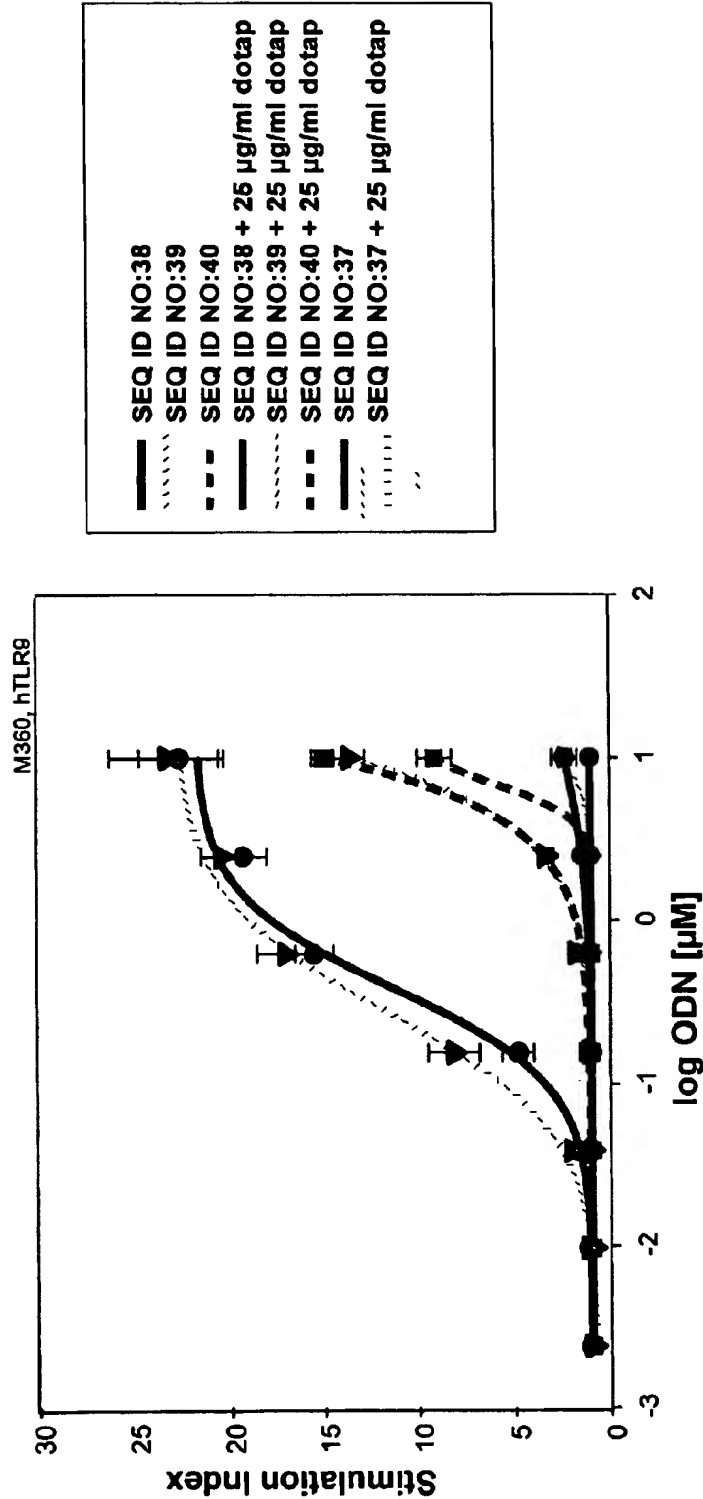 M360, hTLR9
Stimulation Index
30
25
20
15
10
5
0
-3
-2
-1
0
1
2
log ODN [µM]
SEQ ID NO:38
SEQ ID NO:39
SEQ ID NO:40
SEQ ID NO:38 + 25 µg/ml dotap
SEQ ID NO:39 + 25 µg/ml dotap
SEQ ID NO:40 + 25 µg/ml dotap
SEQ ID NO:37
SEQ ID NO:37 + 25 µg/ml dotap